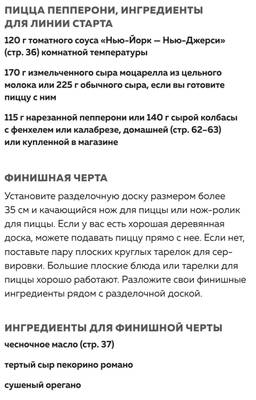 ПИЦЦА ПЕППЕРОНИ, ИНГРЕДИЕНТЫ
ДЛЯ ЛИНИИ СТАРТА
120 г томатного соуса «Нью-Йорк — Нью-Джерси»
(стр. 36) комнатной температуры
170 г измельченного сыра моцарелла из цельного
молока или 225 г обычного сыра, если вы готовите
пиццу с ним
115 г нарезанной пепперони или 140 г сырой колбасы
с фенхелем или калабрезе, домашней (стр. 62–63)
или купленной в магазине
ФИНИШНАЯ ЧЕРТА
Установите разделочную доску размером более
35 см и качающийся нож для пиццы или нож-ролик
для пиццы. Если у вас есть хорошая деревянная
доска, можете подавать пиццу прямо с нее. Если нет,
поставьте пару плоских круглых тарелок для сер-
вировки. Большие плоские блюда или тарелки для
пиццы хорошо работают. Разложите свои финишные
ингредиенты рядом с разделочной доской.
ИНГРЕДИЕНТЫ ДЛЯ ФИНИШНОЙ ЧЕРТЫ
чесночное масло (стр. 37)
тертый сыр пекорино романо
сушеный орегано